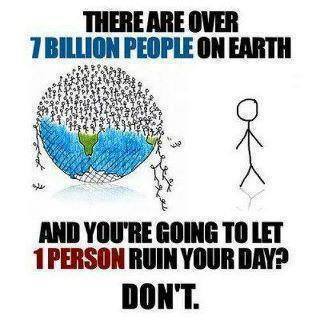 THERE ARE OVER
7 BILLION PEOPLE ON EARTH
AND YOU'RE GOING TO LET
1 PERSON RUIN YOUR DAY?
DON'T.